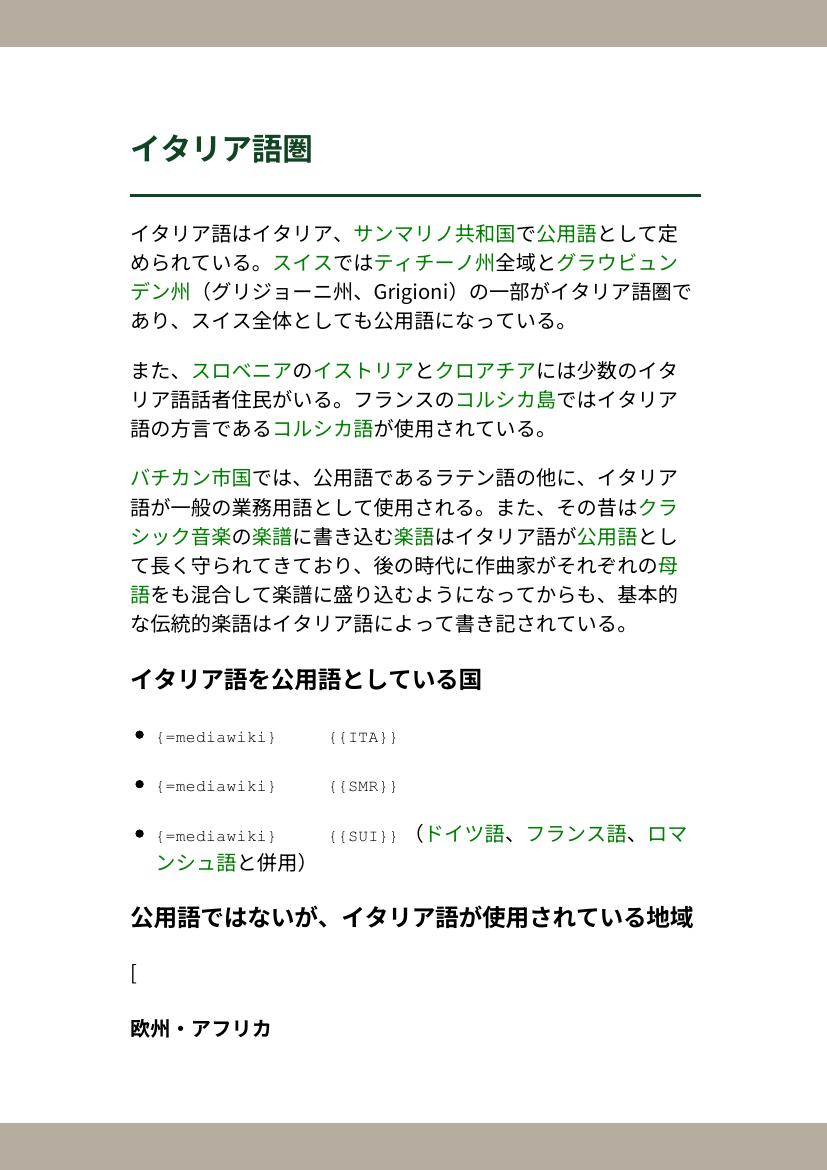 イタリア語圏
イタリア語はイタリア、サンマリノ共和国で公用語として定
められている。スイスではティチーノ州全域とグラウビュン
デン州（グリジョーニ州、Grigioni）の一部がイタリア語圏で
あり、スイス全体としても公用語になっている。
また、スロベニアのイストリアとクロアチアには少数のイタ
リア語話者住民がいる。フランスのコルシカ島ではイタリア
語の方言であるコルシカ語が使用されている。
バチカン市国では、公用語であるラテン語の他に、イタリア
語が一般の業務用語として使用される。また、その昔はクラ
シック音楽の楽譜に書き込む楽語はイタリア語が公用語とし
て長く守られてきており、後の時代に作曲家がそれぞれの母
語をも混合して楽譜に盛り込むようになってからも、基本的
な伝統的楽語はイタリア語によって書き記されている。
イタリア語を公用語としている国
● {=mediawiki} {{ITA}}
● {=mediawiki} {{SMR}}
● {=mediawiki} {{SUI}} （ドイツ語、フランス語、ロマ
ンシュ語と併用）
公用語ではないが、イタリア語が使用されている地域
[
欧州・アフリカ